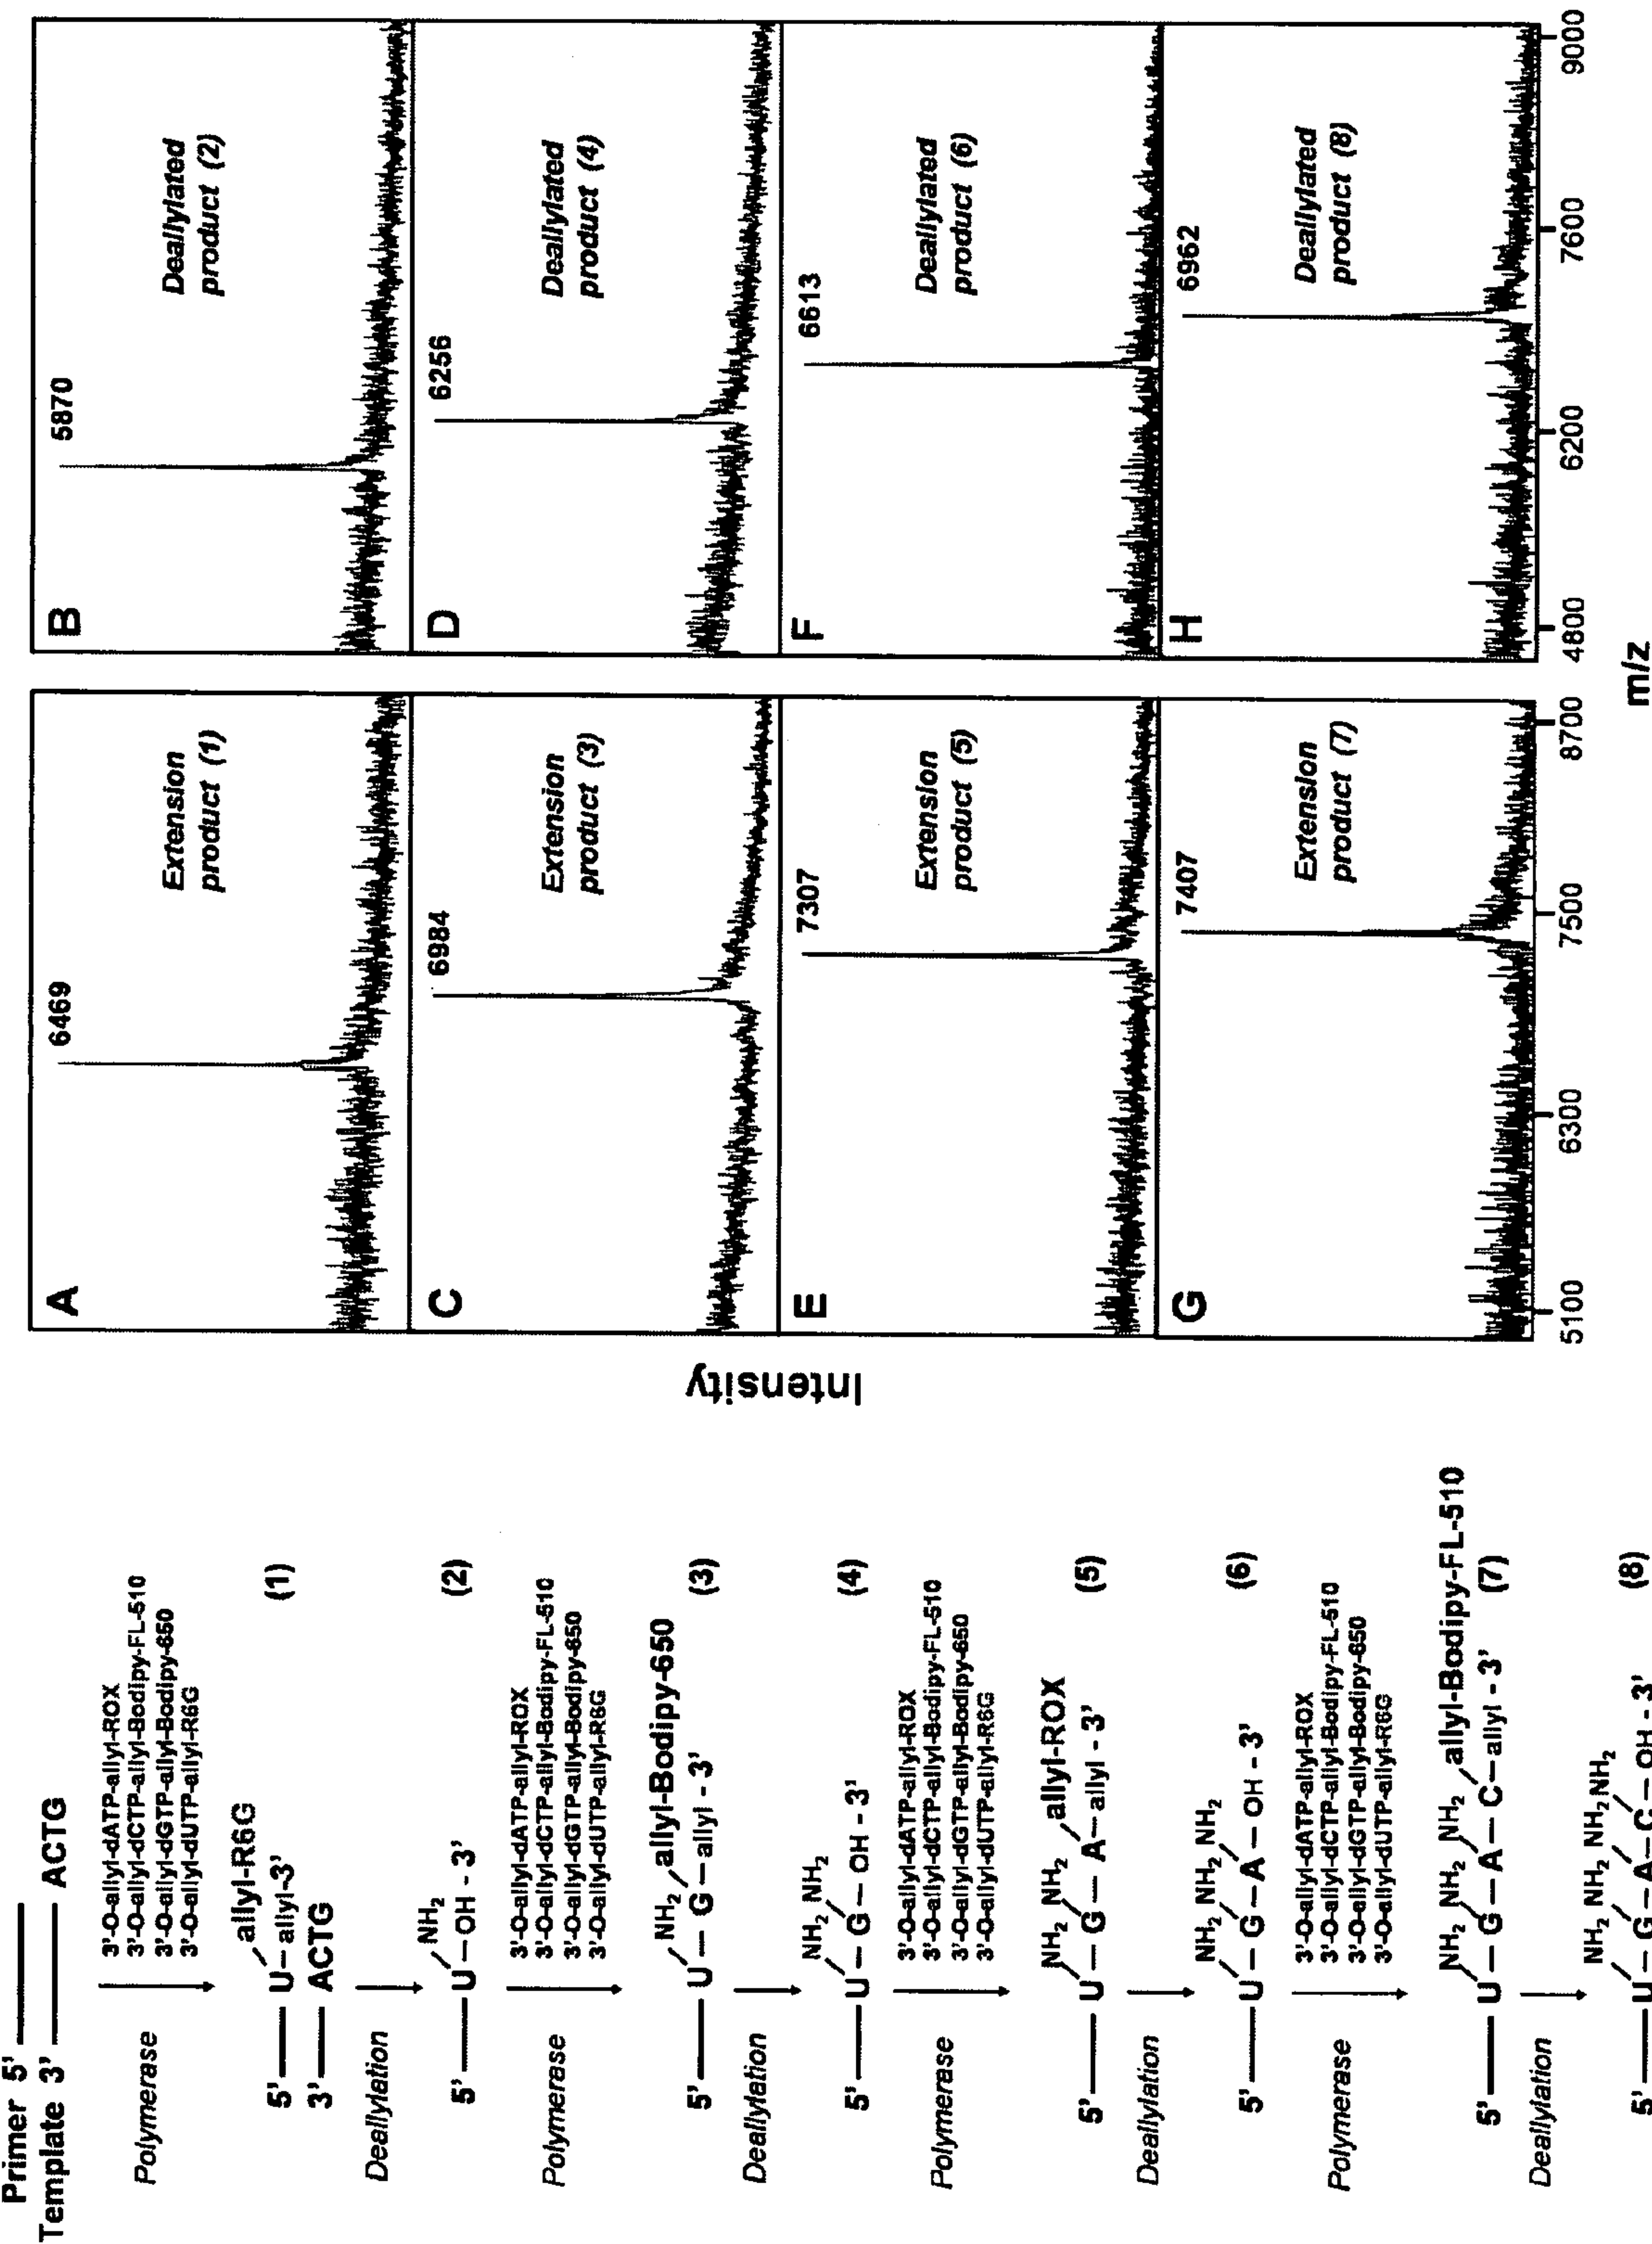 Primer 5'
Template 3' ACTG
Polymerase
3'-O-allyl-dATP-allyl-ROX
3'-O-allyl-dCTP-allyl-Bodipy-FL-510
3'-O-allyl-dGTP-allyl-Bodipy-650
3'-O-allyl-dUTP-allyl-R6G
allyl-R6G
5' U allyl-3' (1)
3' ACTG
Deallylation
NH2
5' U OH - 3' (2)
Polymerase
3'-O-allyl-dATP-allyl-ROX
3'-O-allyl-dCTP-allyl-Bodipy-FL-510
3'-O-allyl-dGTP-allyl-Bodipy-650
3'-O-allyl-dUTP-allyl-R6G
NH2 allyl-Bodipy-650
5' U G allyl - 3' (3)
Deallylation
NH2 NH2
5' U G OH - 3' (4)
Polymerase
3'-O-allyl-dATP-allyl-ROX
3'-O-allyl-dCTP-allyl-Bodipy-FL-510
3'-O-allyl-dGTP-allyl-Bodipy-650
3'-O-allyl-dUTP-allyl-R6G
NH2 NH2 allyl-ROX
5' U G A allyl - 3' (5)
Deallylation
NH2 NH2 NH2
5' U G A OH - 3' (6)
Polymerase
3'-O-allyl-dATP-allyl-ROX
3'-O-allyl-dCTP-allyl-Bodipy-FL-510
3'-O-allyl-dGTP-allyl-Bodipy-650
3'-O-allyl-dUTP-allyl-R6G
NH2 NH2 NH2 allyl-Bodipy-FL-510
5' U G A C allyl - 3' (7)
Deallylation
NH2 NH2 NH2 NH2
5' U G A C OH - 3' (8)
Intensity
A
6469
Extension
product (1)
B
5870
Deallylated
product (2)
C
6984
Extension
product (3)
D
6256
Deallylated
product (4)
E
7307
Extension
product (5)
F
6613
Deallylated
product (6)
G
7407
Extension
product (7)
H
6962
Deallylated
product (8)
5100 6300 7500 8700
4800 6200 7600 9000
m/z